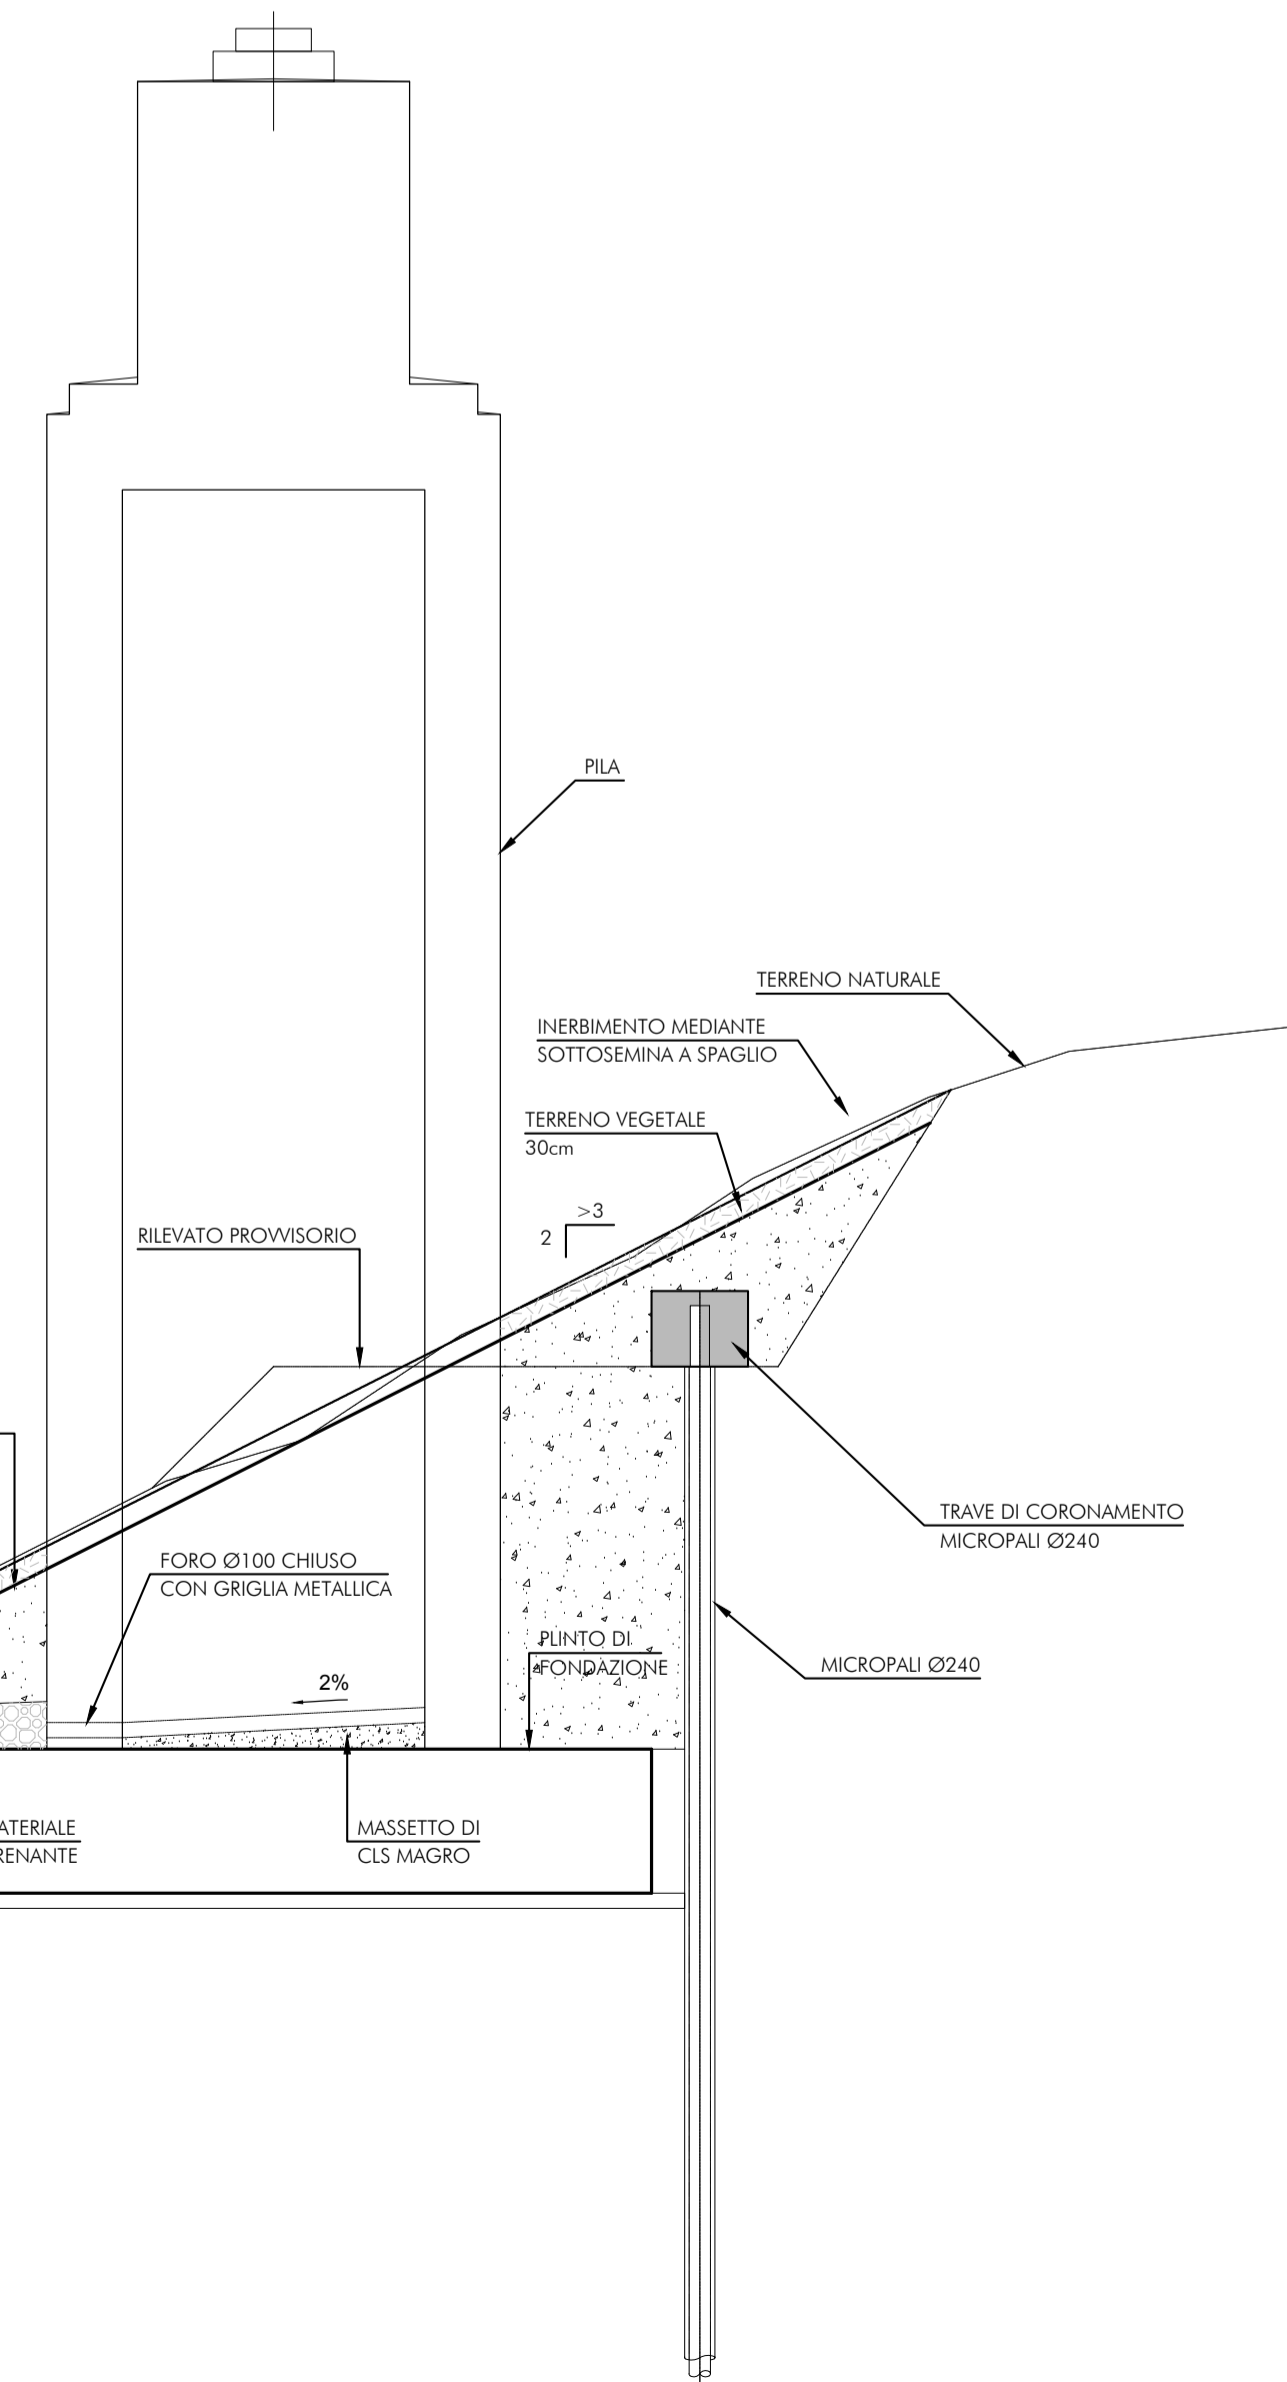 PILA
TERRENO NATURALE
INERBIMENTO MEDIANTE
SOTTOSEMINA A SPAGLIO
TERRENO VEGETALE
30cm
>3
2
RILEVATO PROVVISORIO
TRAVE DI CORONAMENTO
MICROPALI Ø240
FORO Ø100 CHIUSO
CON GRIGLIA METALLICA
PLINTO DI
FONDAZIONE
MICROPALI Ø240
2%
ATERIALE
RENANTE
MASSETTO DI
CLS MAGRO